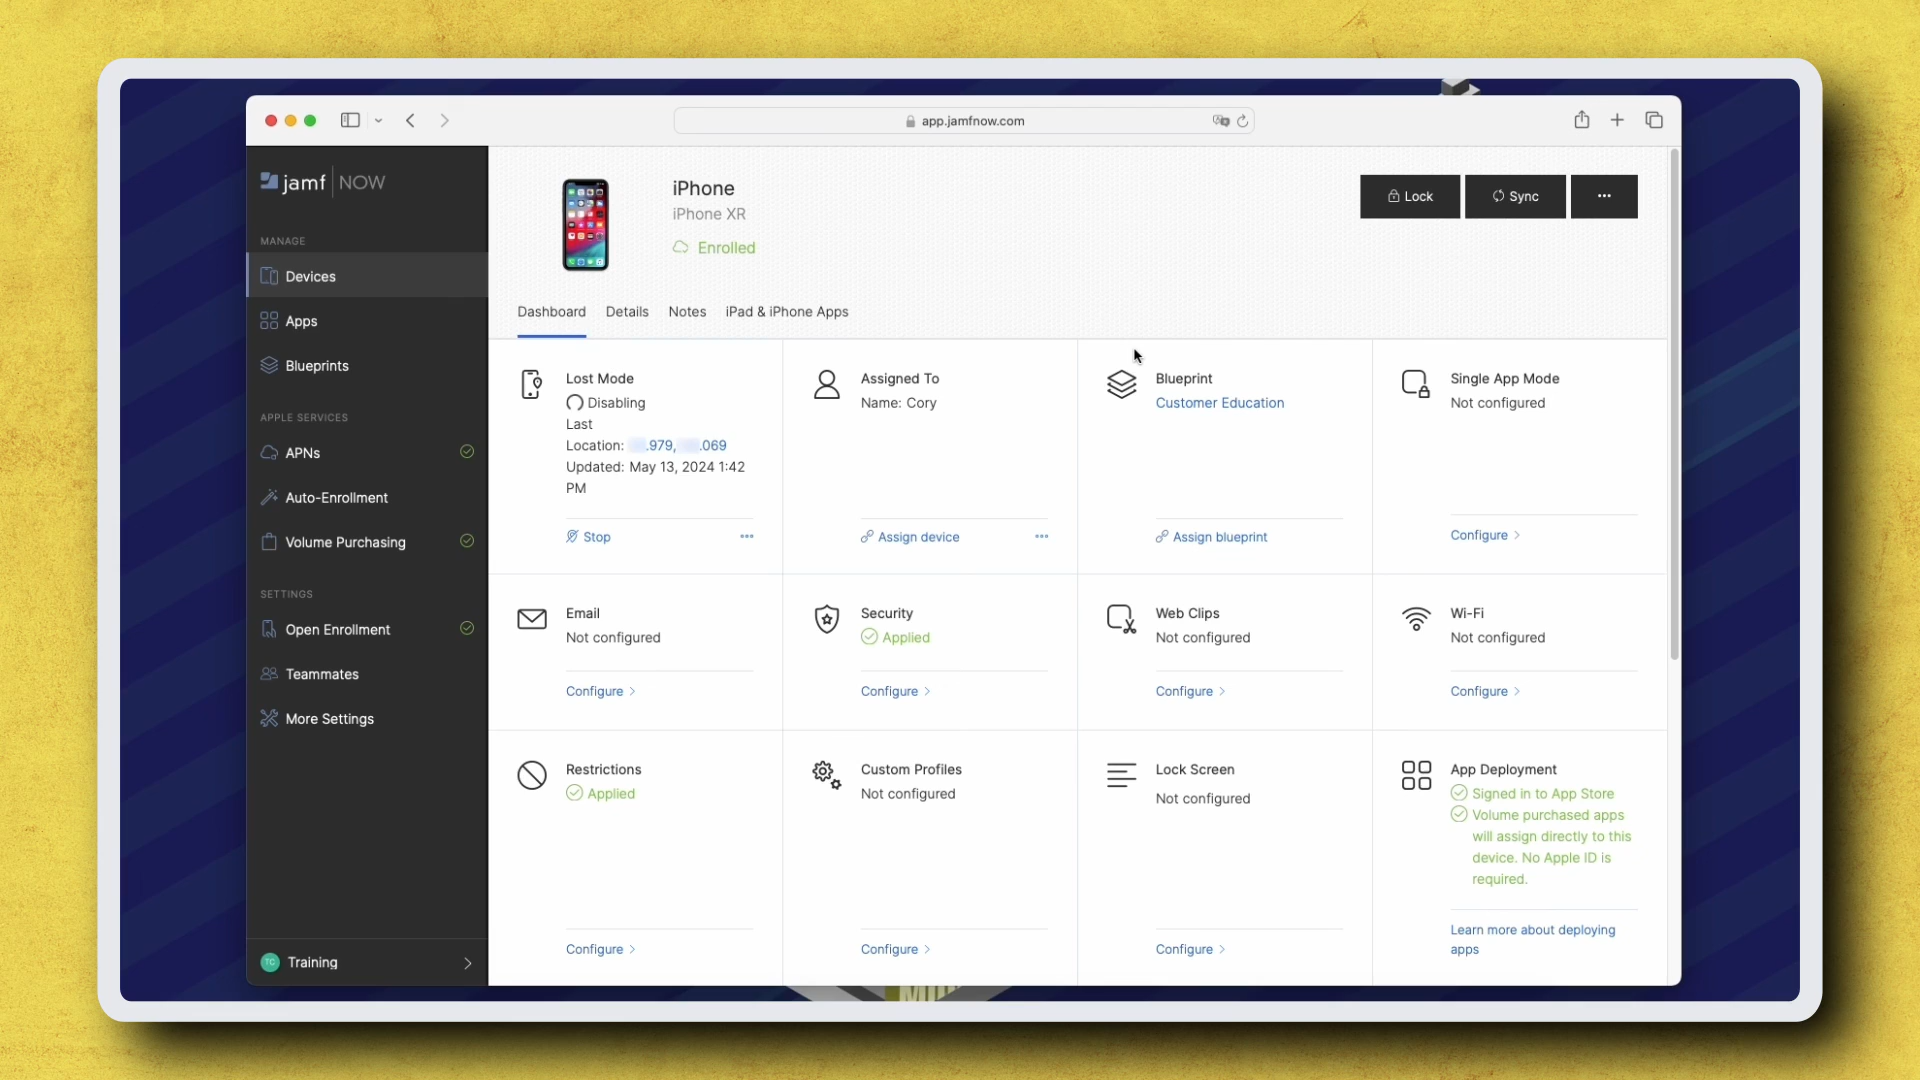 app.jamfnow.com
jamf NOW
MANAGE
Devices
Apps
Blueprints
APPLE SERVICES
APNs
Auto-Enrollment
Volume Purchasing
SETTINGS
Open Enrollment
Teammates
More Settings
TC Training
iPhone
iPhone XR
Enrolled
Lock
Sync
Dashboard Details Notes iPad & iPhone Apps
Lost Mode
Disabling
Last
Location: .979, .069
Updated: May 13, 2024 1:42
PM
Stop
Assigned To
Name: Cory
Assign device
Blueprint
Customer Education
Assign blueprint
Single App Mode
Not configured
Configure
Email
Not configured
Configure
Security
Applied
Configure
Web Clips
Not configured
Configure
Wi-Fi
Not configured
Configure
Restrictions
Applied
Configure
Custom Profiles
Not configured
Configure
Lock Screen
Not configured
Configure
App Deployment
Signed in to App Store
Volume purchased apps
will assign directly to this
device. No Apple ID is
required.
Learn more about deploying
apps